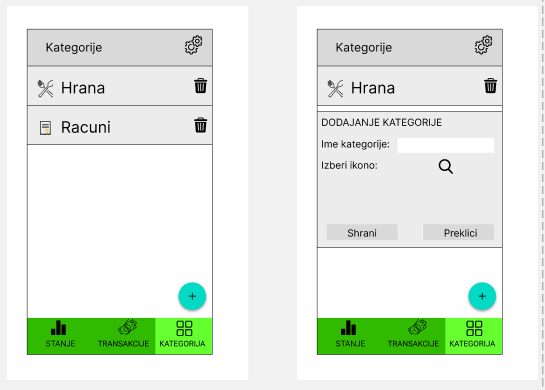 Kategorije
Hrana
Racuni
+
STANJE
TRANSAKCIJE
KATEGORIJA
Kategorije
Hrana
DODAJANJE KATEGORIJE
Ime kategorije:
Izberi ikono:
Shrani
Preklici
+
STANJE
TRANSAKCIJE
KATEGORIJA